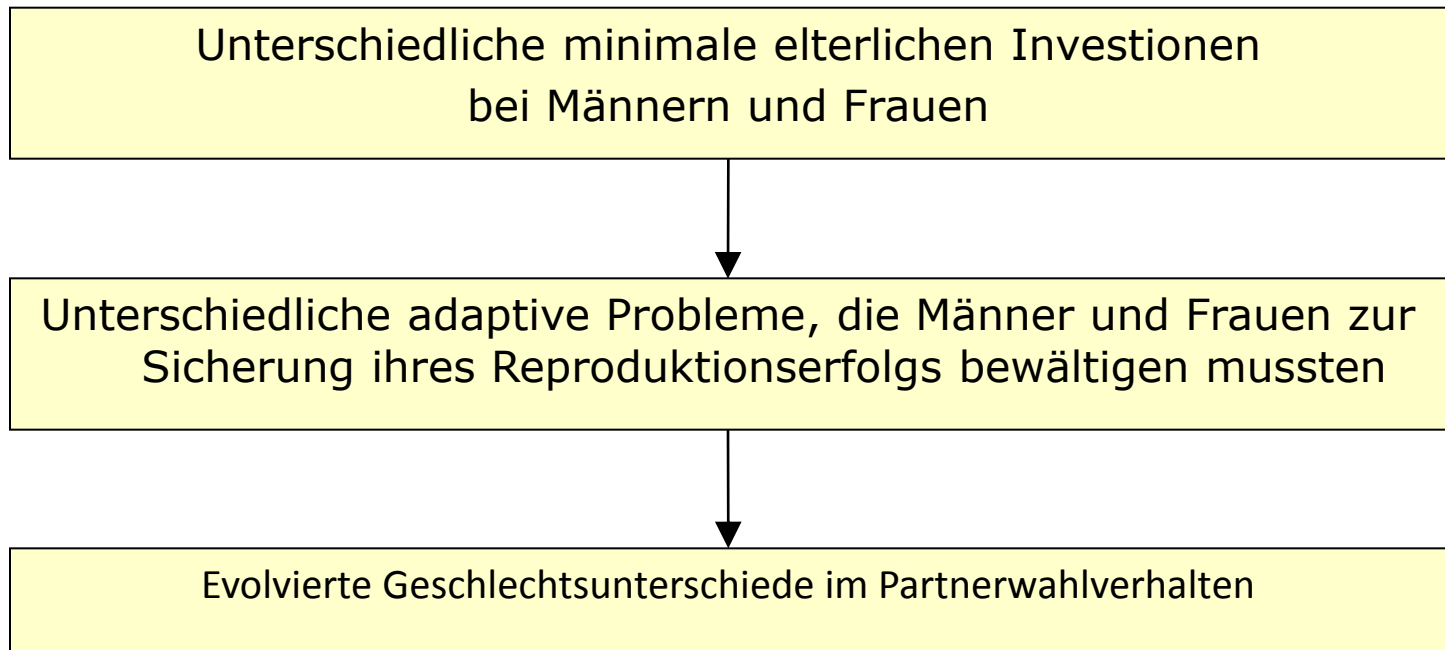 Unterschiedliche minimale elterlichen Investionen
bei Männern und Frauen
Unterschiedliche adaptive Probleme, die Männer und Frauen zur
Sicherung ihres Reproduktionserfolgs bewältigen mussten
Evolvierte Geschlechtsunterschiede im Partnerwahlverhalten